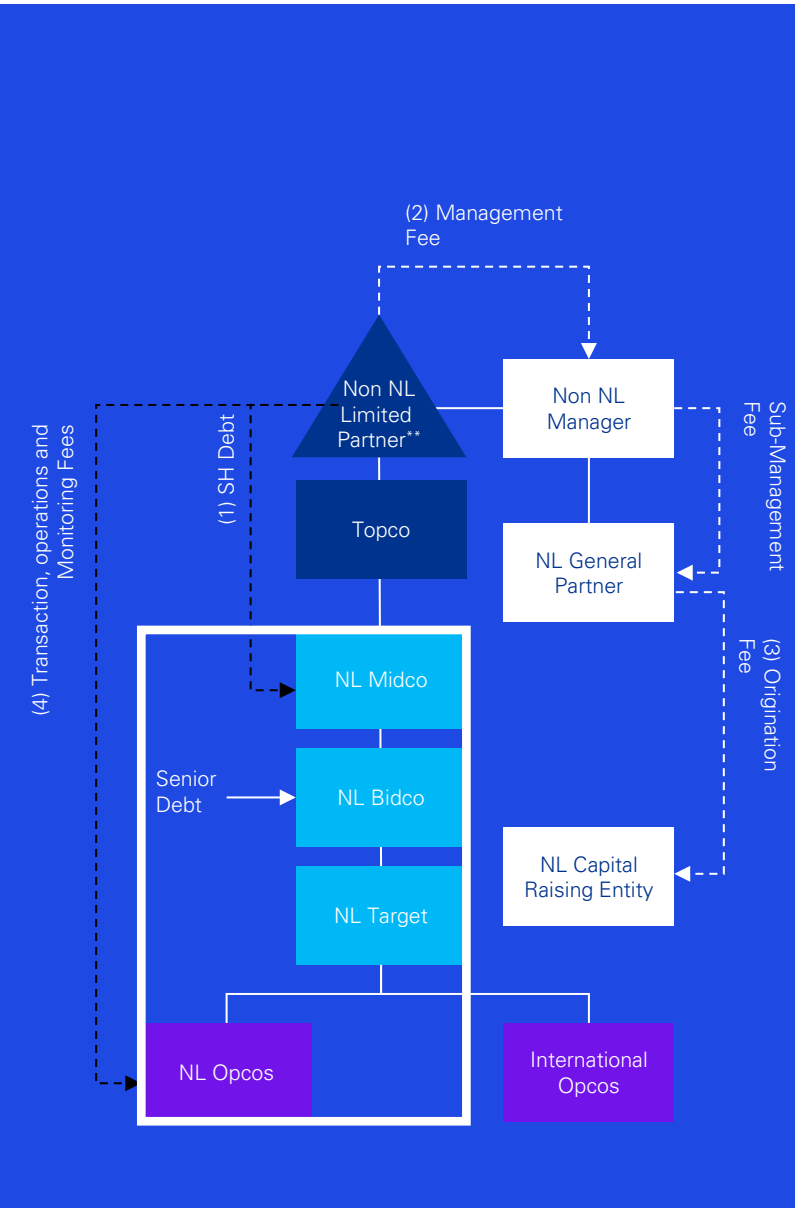 (2) Management
Fee
Non NL
Limited
Partner**
Non NL
Manager
Sub-Management
Fee
(4) Transaction, operations and
Monitoring Fees
(1) SH Debt
Topco
NL General
Partner
(3) Origination
Fee
NL Midco
Senior
Debt
NL Bidco
NL Capital
Raising Entity
NL Target
NL Opcos
International
Opcos